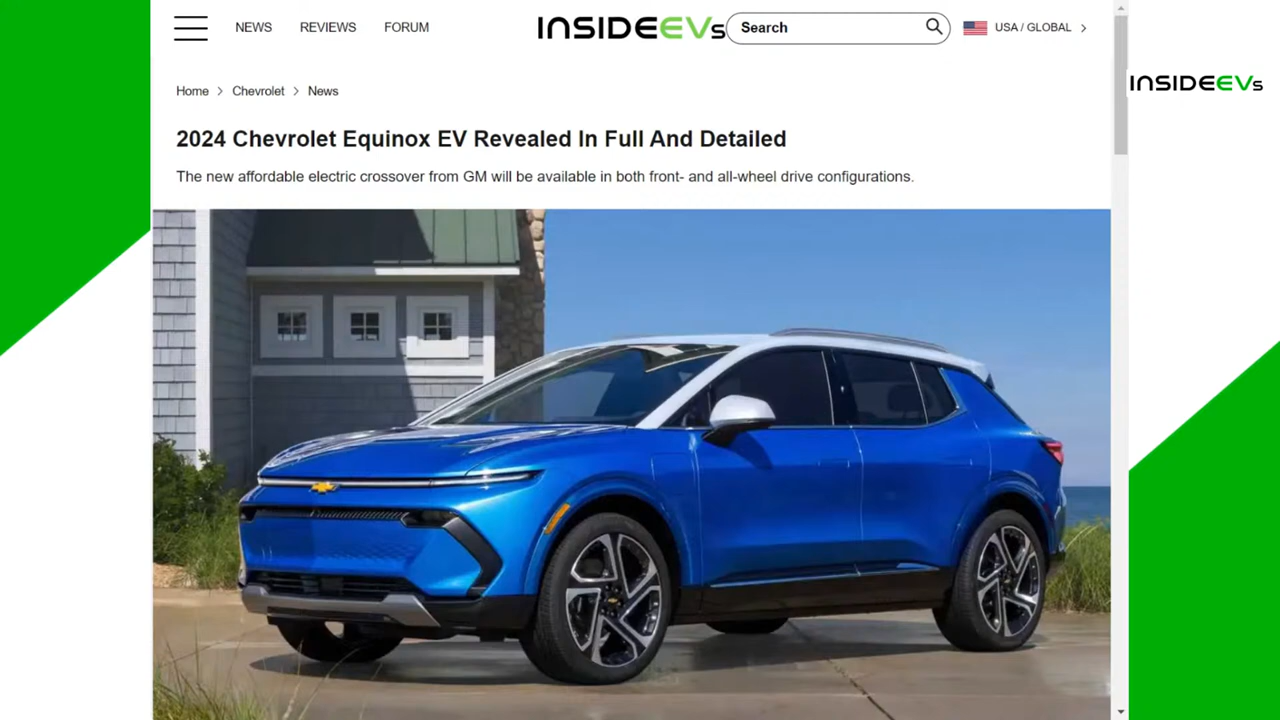 NEWS REVIEWS FORUM INSIDEEVs Search USA / GLOBAL
INSIDEEVs
Home > Chevrolet > News
2024 Chevrolet Equinox EV Revealed In Full And Detailed
The new affordable electric crossover from GM will be available in both front- and all-wheel drive configurations.